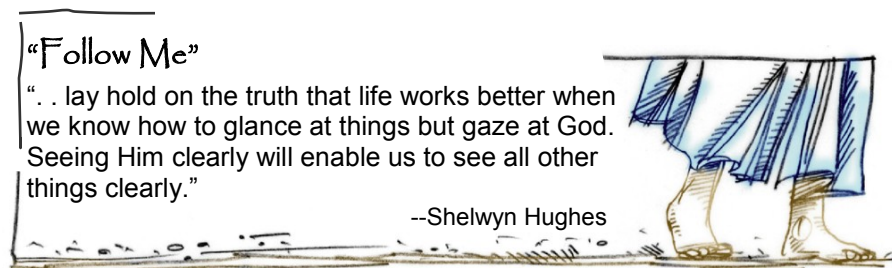 “Follow Me”
“. . lay hold on the truth that life works better when
we know how to glance at things but gaze at God.
Seeing Him clearly will enable us to see all other
things clearly.”
--Shelwyn Hughes